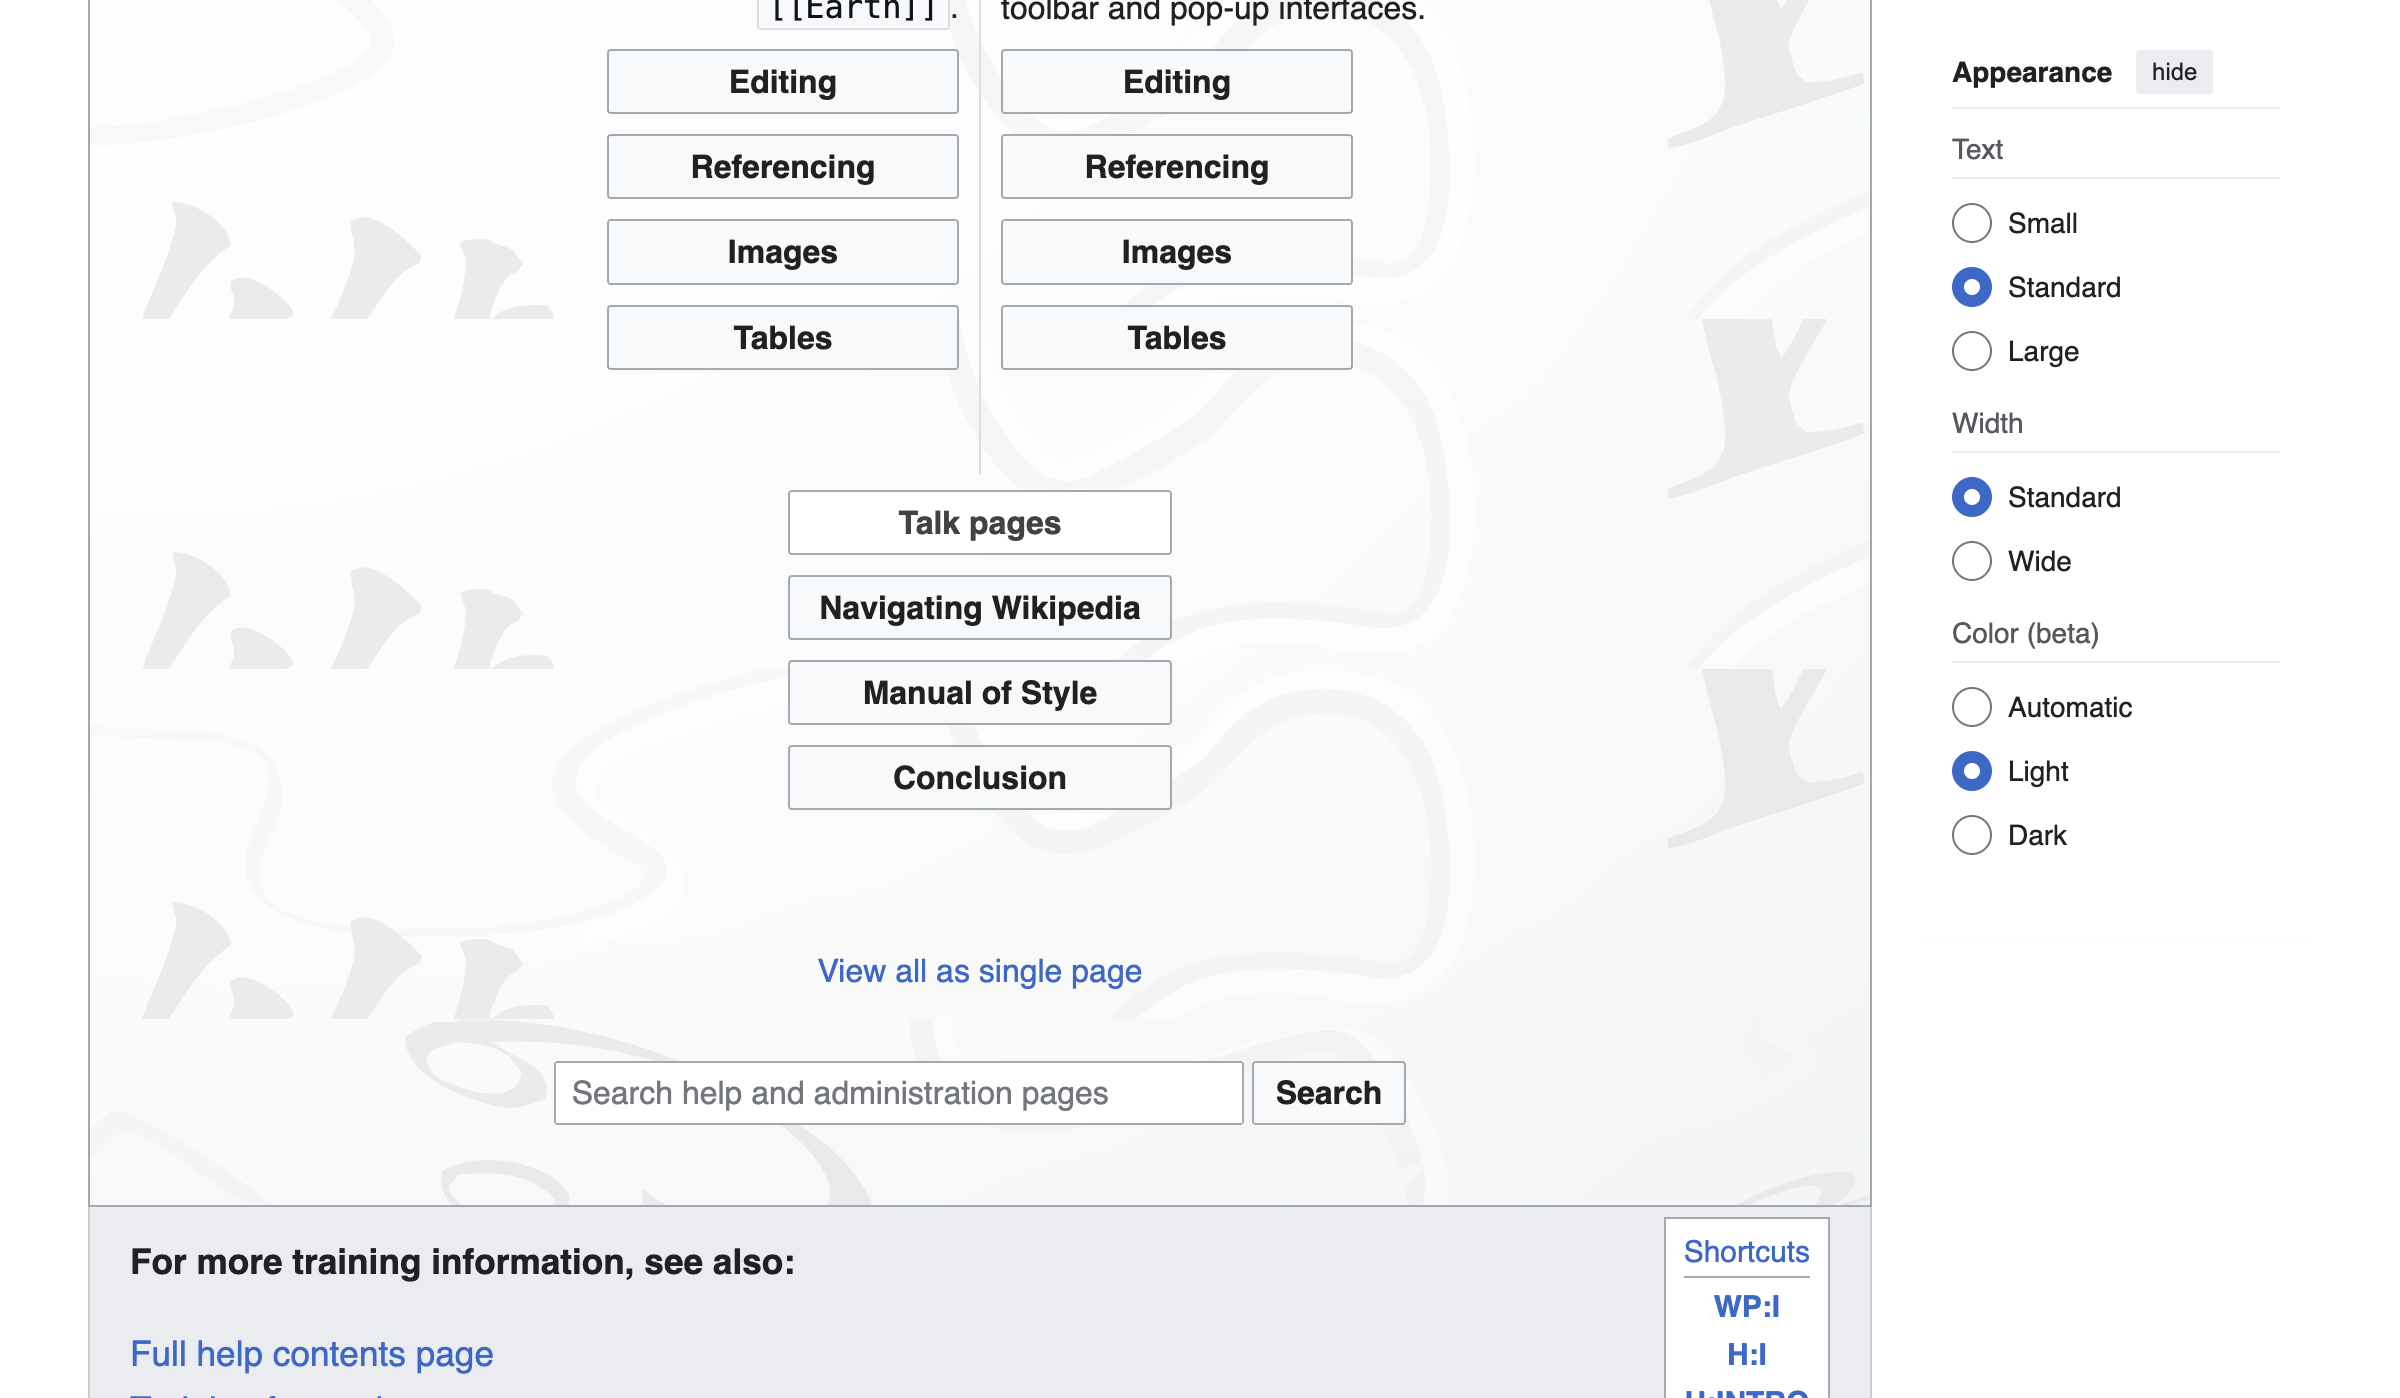 [[Earth]].
toolbar and pop-up interfaces.
Editing
Referencing
Images
Tables
Editing
Referencing
Images
Tables
Talk pages
Navigating Wikipedia
Manual of Style
Conclusion
View all as single page
Search help and administration pages
Search
For more training information, see also:
Full help contents page
Shortcuts
WP:I
H:I
H:INTRO
Appearance
hide
Text
Small
Standard
Large
Width
Standard
Wide
Color (beta)
Automatic
Light
Dark